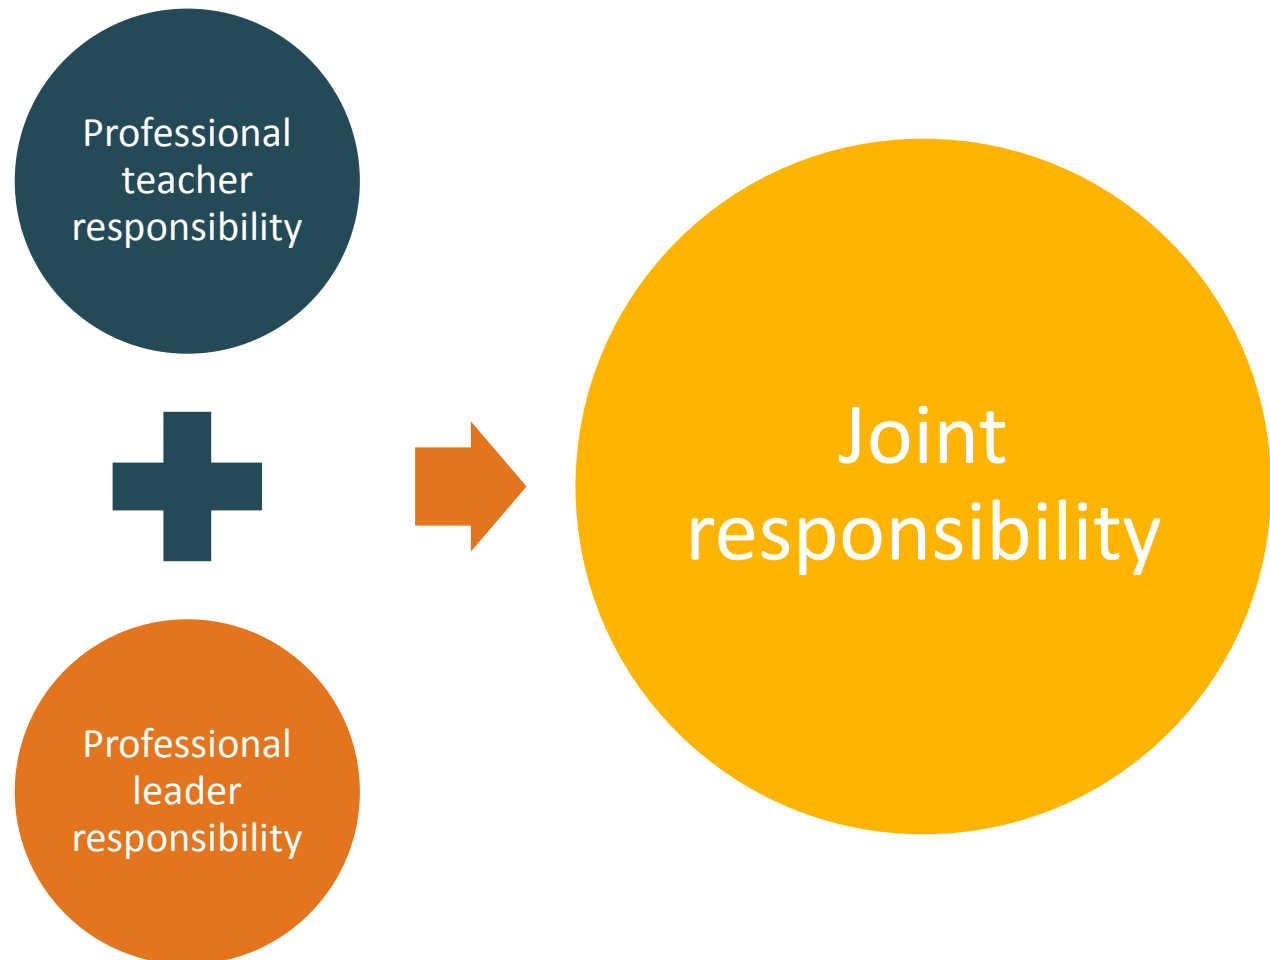 Professional
teacher
responsibility
Professional
leader
responsibility
Joint
responsibility